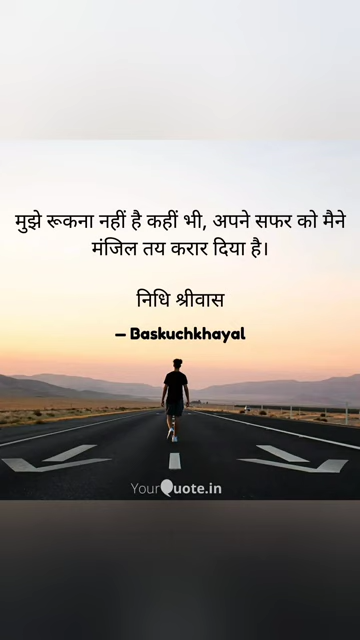 मुझे रूकना नहीं है कहीं भी, अपने सफर को मैने
मंजिल तय करार दिया है।
निधि श्रीवास
— Baskuchkhayal
YourQuote.in